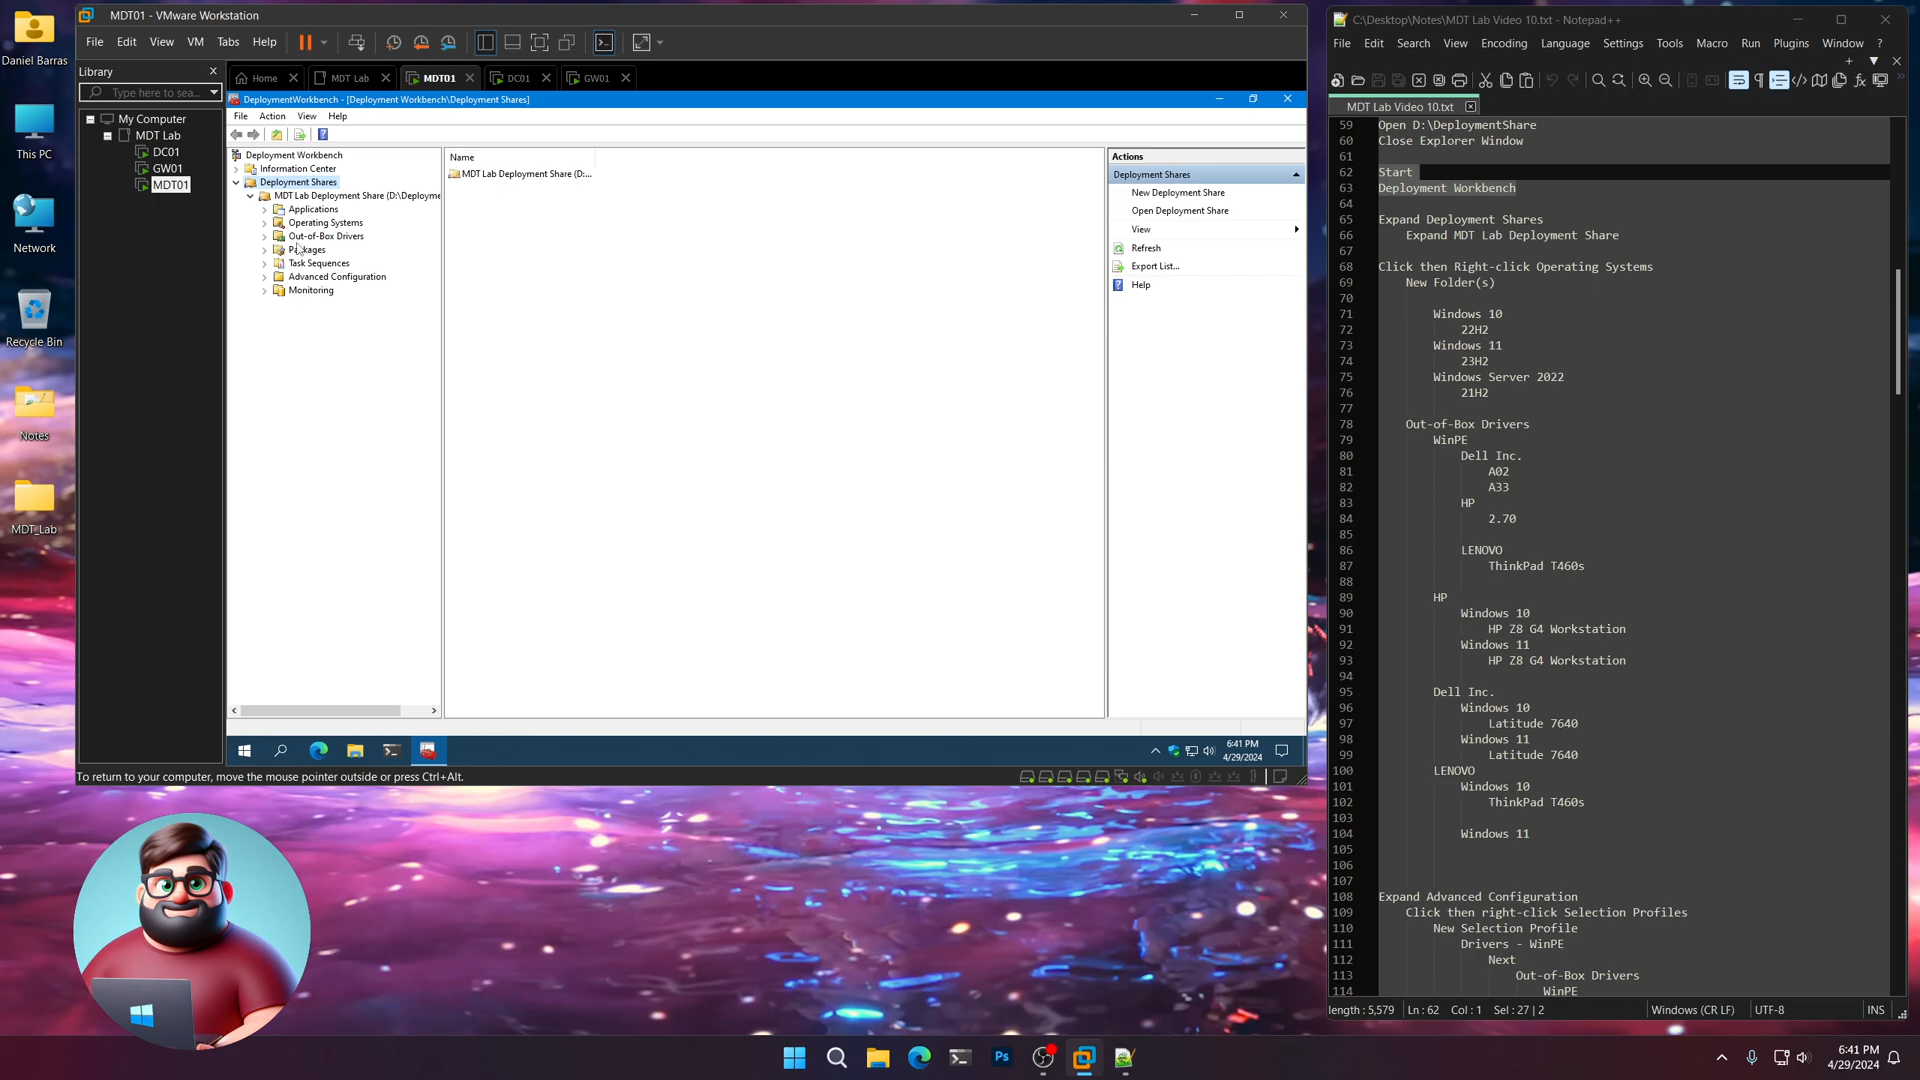 Daniel Barras
This PC
Network
Recycle Bin
Notes
MDT_Lab
MDT01 - VMware Workstation
File Edit View VM Tabs Help
Library
Type here to sea...
My Computer
MDT Lab
DC01
GW01
MDT01
Home
MDT Lab
MDT01
DC01
GW01
DeploymentWorkbench - [Deployment Workbench\Deployment Shares]
File Action View Help
Deployment Workbench
Information Center
Deployment Shares
MDT Lab Deployment Share (D:\Deployme
Applications
Operating Systems
Out-of-Box Drivers
Packages
Task Sequences
Advanced Configuration
Monitoring
Name
MDT Lab Deployment Share (D:...
Actions
Deployment Shares
New Deployment Share
Open Deployment Share
View
Refresh
Export List...
Help
6:41 PM
4/29/2024
To return to your computer, move the mouse pointer outside or press Ctrl+Alt.
C:\Desktop\Notes\MDT Lab Video 10.txt - Notepad++
File Edit Search View Encoding Language Settings Tools Macro Run Plugins Window ?
MDT Lab Video 10.txt
59 Open D:\DeploymentShare
60 Close Explorer Window
61
62 Start
63 Deployment Workbench
64
65 Expand Deployment Shares
66 Expand MDT Lab Deployment Share
67
68 Click then Right-click Operating Systems
69 New Folder(s)
70
71 Windows 10
72 22H2
73 Windows 11
74 23H2
75 Windows Server 2022
76 21H2
77
78 Out-of-Box Drivers
79 WinPE
80 Dell Inc.
81 A02
82 A33
83 HP
84 2.70
85
86 LENOVO
87 ThinkPad T460s
88
89 HP
90 Windows 10
91 HP Z8 G4 Workstation
92 Windows 11
93 HP Z8 G4 Workstation
94
95 Dell Inc.
96 Windows 10
97 Latitude 7640
98 Windows 11
99 Latitude 7640
100 LENOVO
101 Windows 10
102 ThinkPad T460s
103
104 Windows 11
105
106
107
108 Expand Advanced Configuration
109 Click then right-click Selection Profiles
110 New Selection Profile
111 Drivers - WinPE
112 Next
113 Out-of-Box Drivers
114 WinPE
length : 5,579 Ln : 62 Col : 1 Sel : 27 | 2 Windows (CR LF) UTF-8 INS
Ps
6:41 PM
4/29/2024